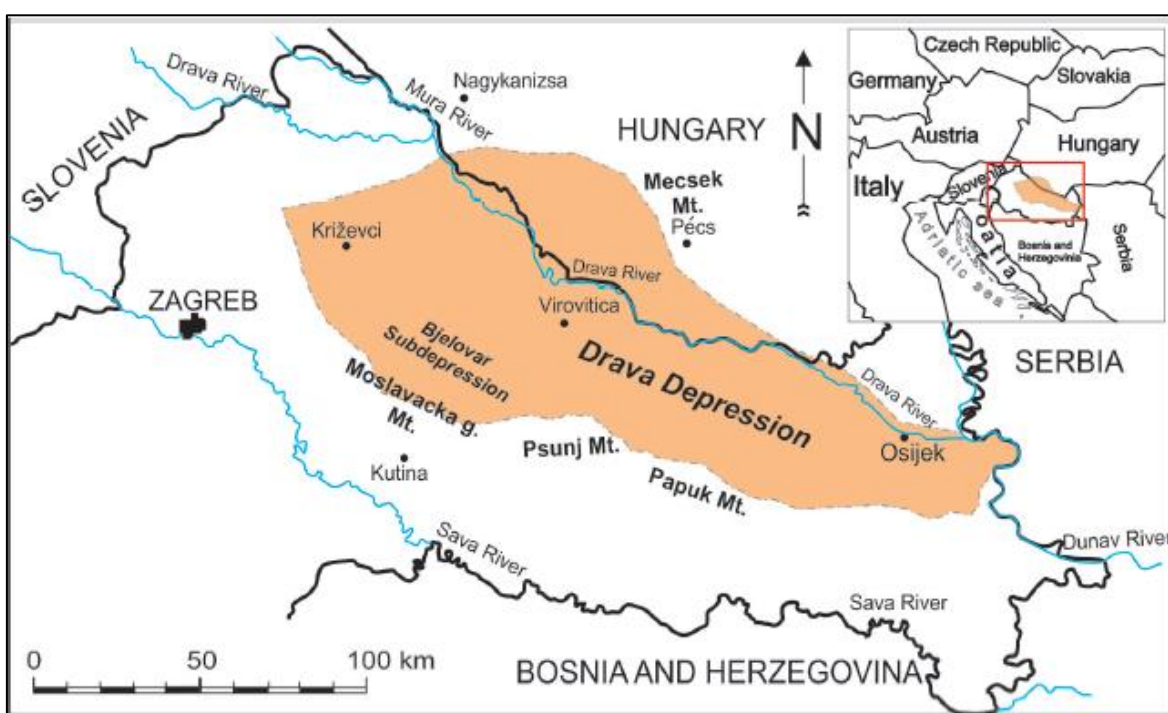 Drava River
Mura River
Nagykanizsa
HUNGARY
N
SLOVENIA
Mecsek
Mt.
Pécs
Križevci
Drava River
Virovitica
ZAGREB
Bjelovar
Subdepression
Drava Depression
Moslavacka g.
Mt.
Kutina
Psunj Mt.
Papuk Mt.
Drava River
Osijek
SERBIA
Dunav River
Sava River
Sava River
BOSNIA AND HERZEGOVINA
0 50 100 km
Czech Republic
Germany
Slovakia
Austria
Hungary
Italy
Slovenia
oatia
Bosnia and
Herzegovinia
Serbia
Adriatic sea